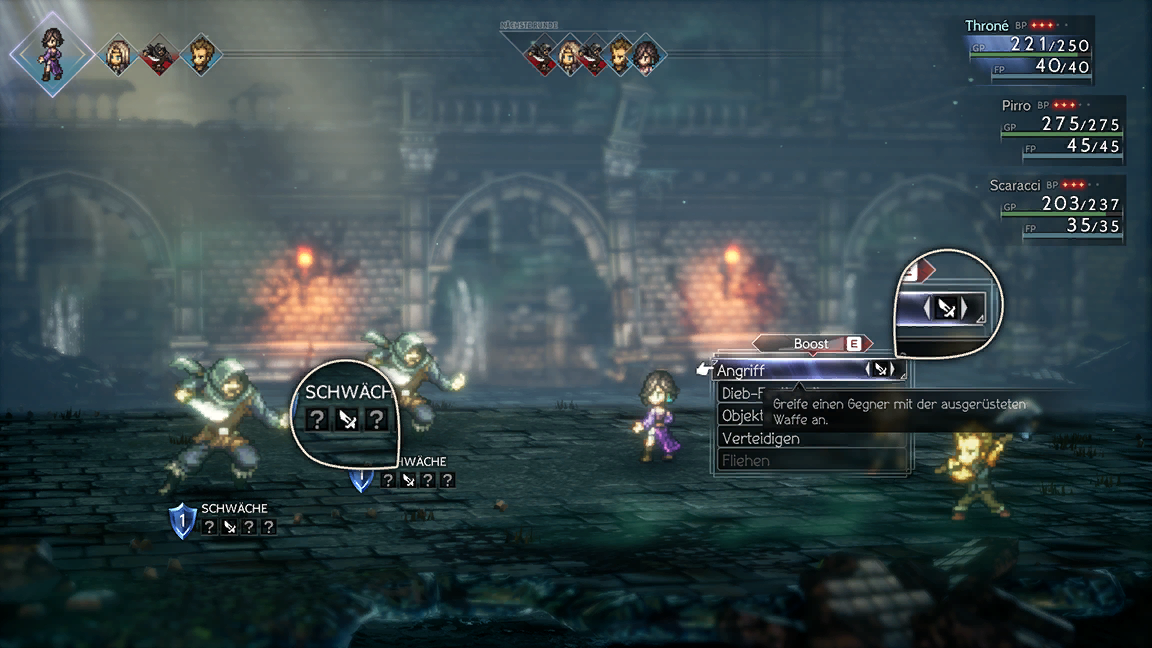 NÄCHSTE RUNDE
Throné BP
GP 221/250
FP 40/40
Pirro BP
GP 275/275
FP 45/45
Scaracci BP
GP 203/237
FP 35/35
Boost E
Angriff
Dieb-F
Greife einen Gegner mit der ausgerüsteten
Waffe an.
Objekt
Verteidigen
Fliehen
SCHWÄCH
? ?
HWÄCHE
? ? ?
SCHWÄCHE
1 ? ? ?